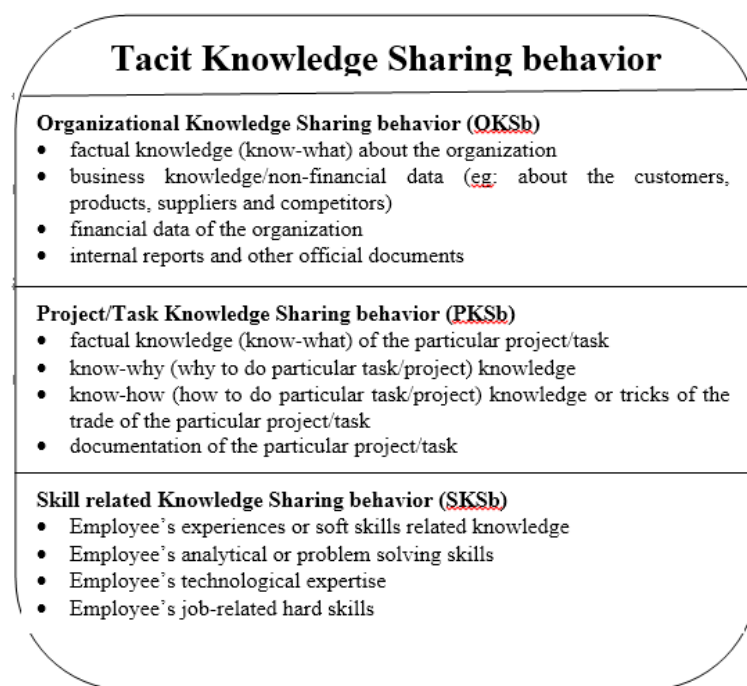 Tacit Knowledge Sharing behavior
Organizational Knowledge Sharing behavior (OKSb)
• factual knowledge (know-what) about the organization
• business knowledge/non-financial data (eg: about the customers,
products, suppliers and competitors)
• financial data of the organization
• internal reports and other official documents
Project/Task Knowledge Sharing behavior (PKSb)
• factual knowledge (know-what) of the particular project/task
• know-why (why to do particular task/project) knowledge
• know-how (how to do particular task/project) knowledge or tricks of the
trade of the particular project/task
• documentation of the particular project/task
Skill related Knowledge Sharing behavior (SKSb)
• Employee’s experiences or soft skills related knowledge
• Employee’s analytical or problem solving skills
• Employee’s technological expertise
• Employee’s job-related hard skills